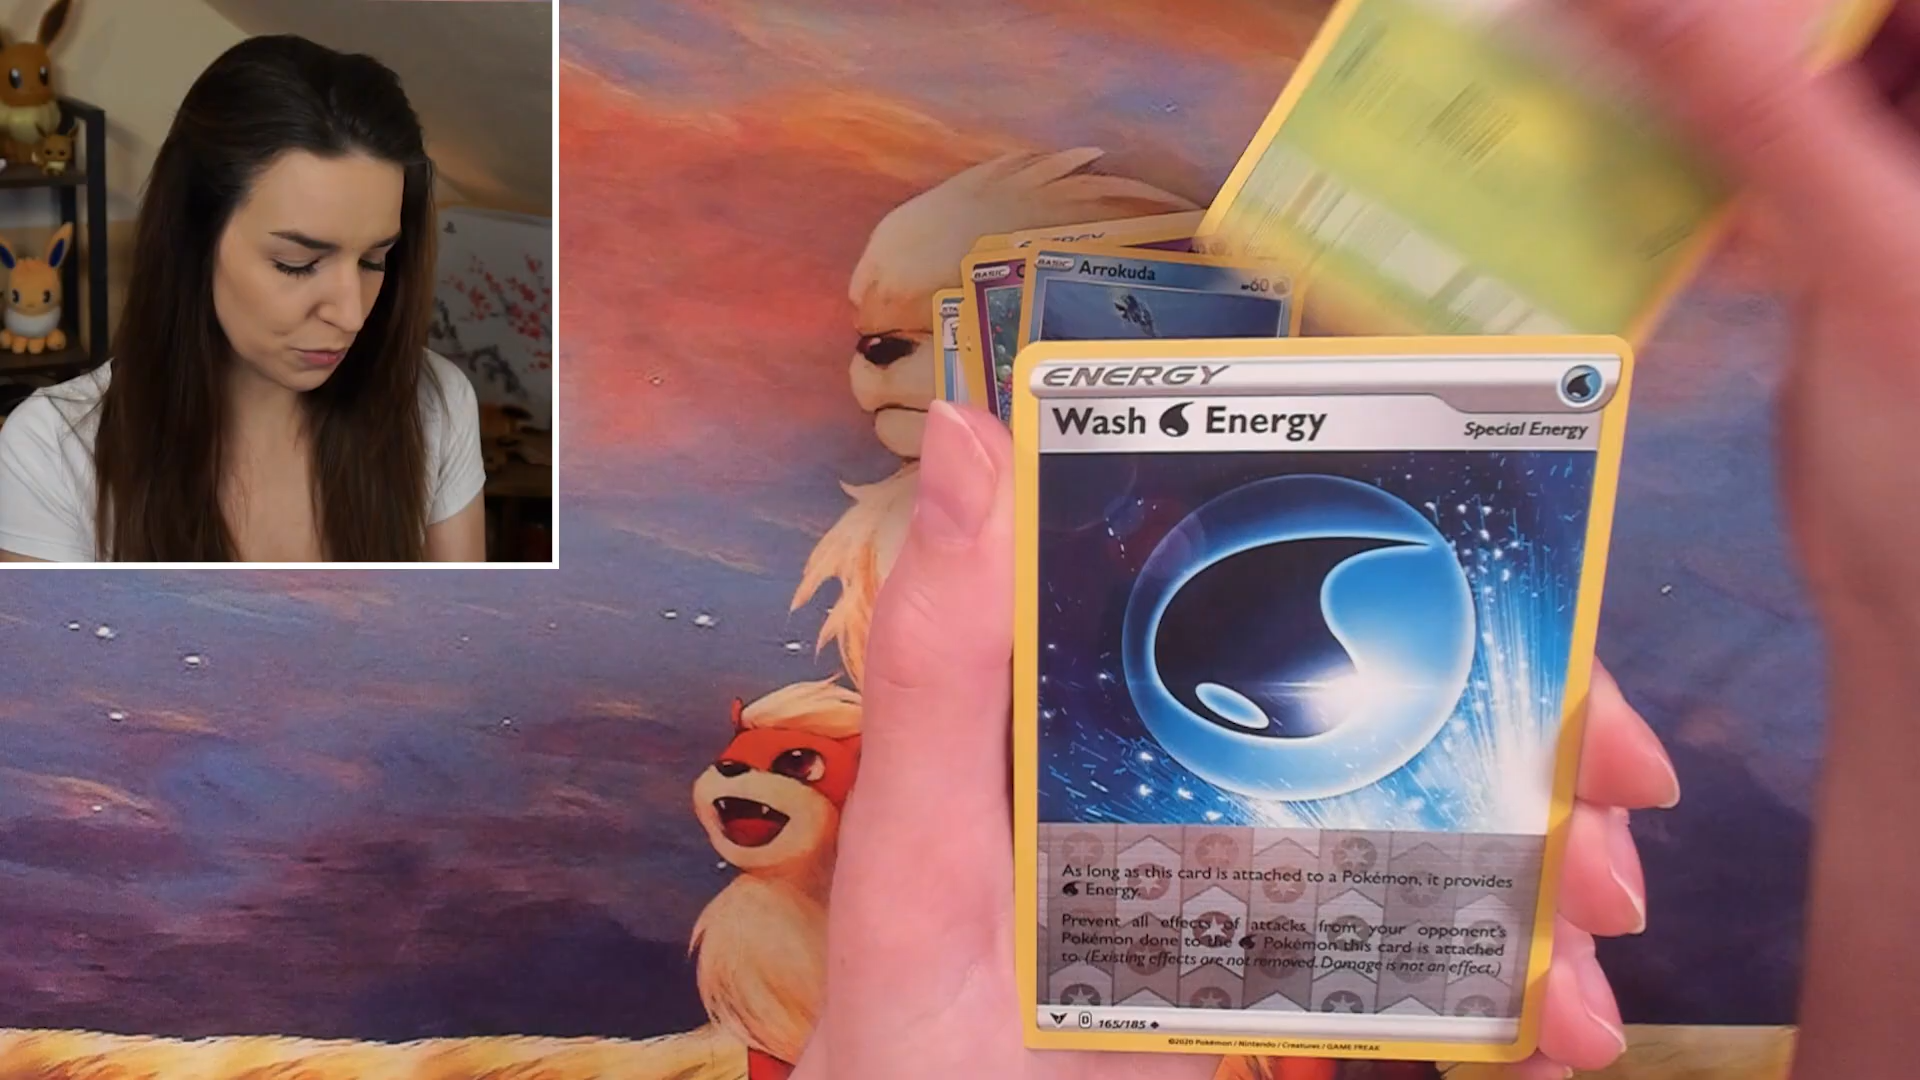 ENERGY
BASIC
BASIC Arrokuda 60
ENERGY
Wash Energy
Special Energy
As long as this card is attached to a Pokémon, it provides
Energy.
Prevent all effects of attacks from your opponent's
Pokémon done to the Pokémon this card is attached
to. (Existing effects are not removed. Damage is not an effect.)
D 165/185
©2020 Pokémon / Nintendo / Creatures / GAME FREAK